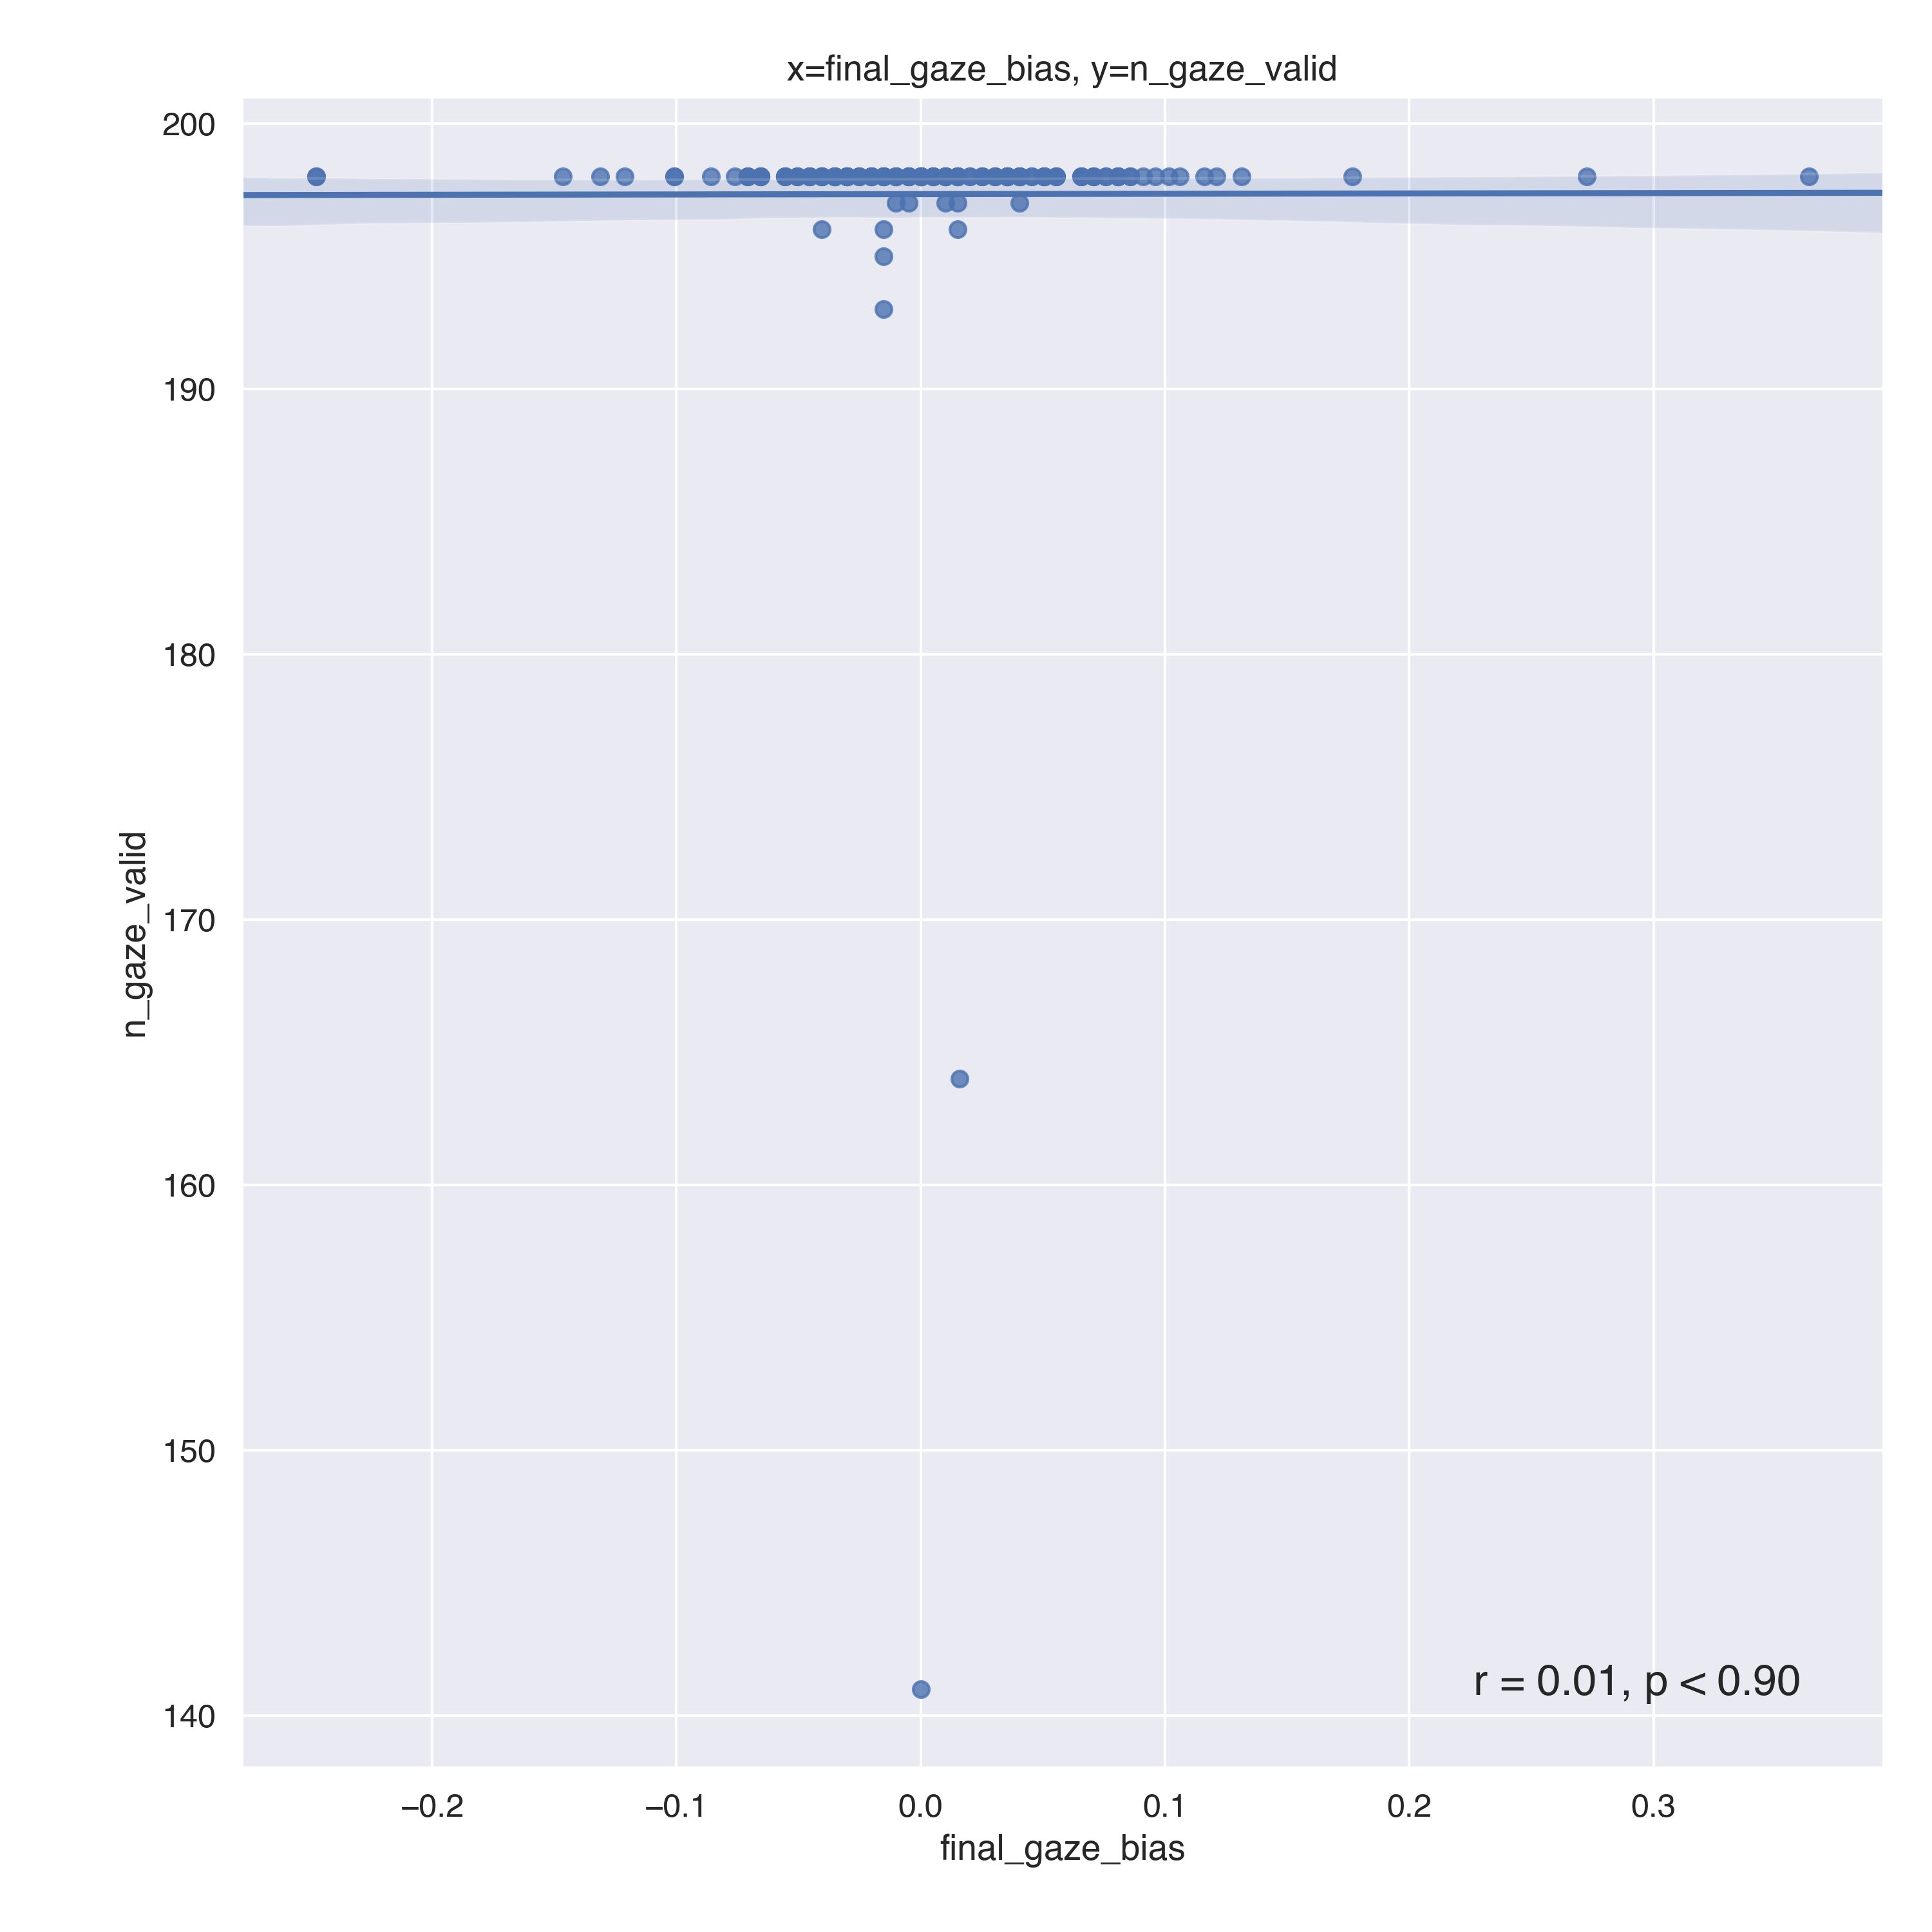 x=final_gaze_bias, y=n_gaze_valid
200
190
180
170
160
150
140
n_gaze_valid
r = 0.01, p < 0.90
−0.2 −0.1 0.0 0.1 0.2 0.3
final_gaze_bias